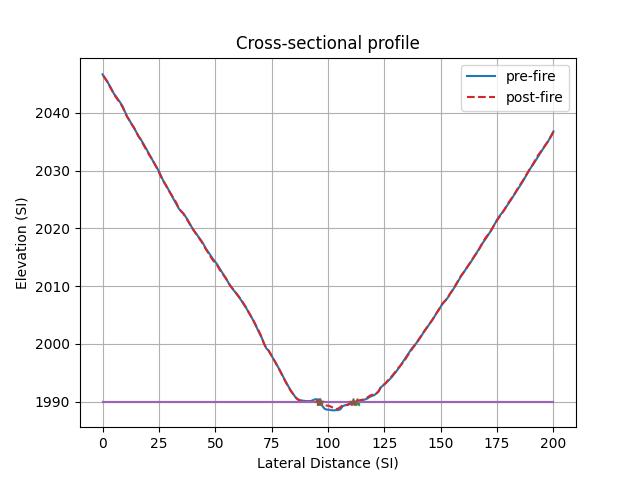 Cross-sectional profile
pre-fire
post-fire
Elevation (SI)
2040
2030
2020
2010
2000
1990
0 25 50 75 100 125 150 175 200
Lateral Distance (SI)